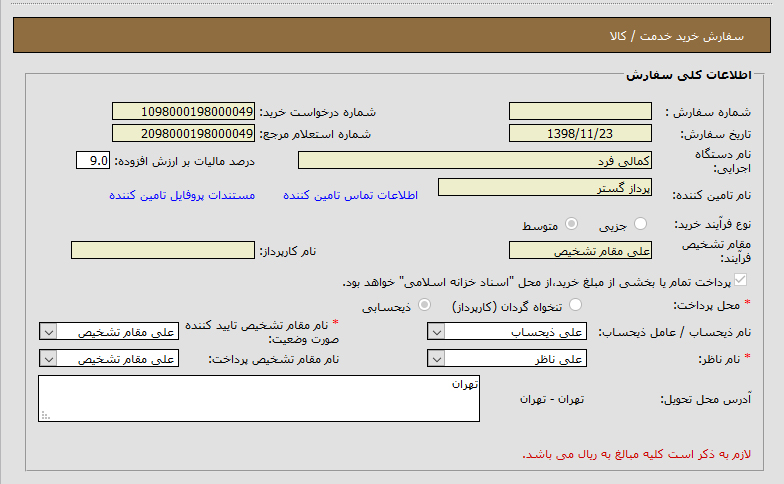 سفارش خرید خدمت / کالا
اطلاعات کلی سفارش
شماره سفارش : شماره درخواست خرید: 1098000198000049
تاریخ سفارش: 1398/11/23 شماره استعلام مرجع: 2098000198000049
نام دستگاه اجرایی: کمالی فرد درصد مالیات بر ارزش افزوده: 9.0
نام تامین کننده: پرداز گستر اطلاعات تماس تامین کننده مستندات پروفایل تامین کننده
نوع فرآیند خرید: جزیی متوسط
مقام تشخیص فرآیند: علی مقام تشخیص نام کارپرداز:
پرداخت تمام یا بخشی از مبلغ خرید،از محل "اسناد خزانه اسلامی" خواهد بود.
* محل پرداخت: تنخواه گردان (کارپرداز) ذیحسابی
نام ذیحساب / عامل ذیحساب: علی ذیحساب * نام مقام تشخیص تایید کننده صورت وضعیت: علی مقام تشخیص
* نام ناظر: علی ناظر نام مقام تشخیص پرداخت: علی مقام تشخیص
آدرس محل تحویل: تهران - تهران تهران
لازم به ذکر است کلیه مبالغ به ریال می باشد.